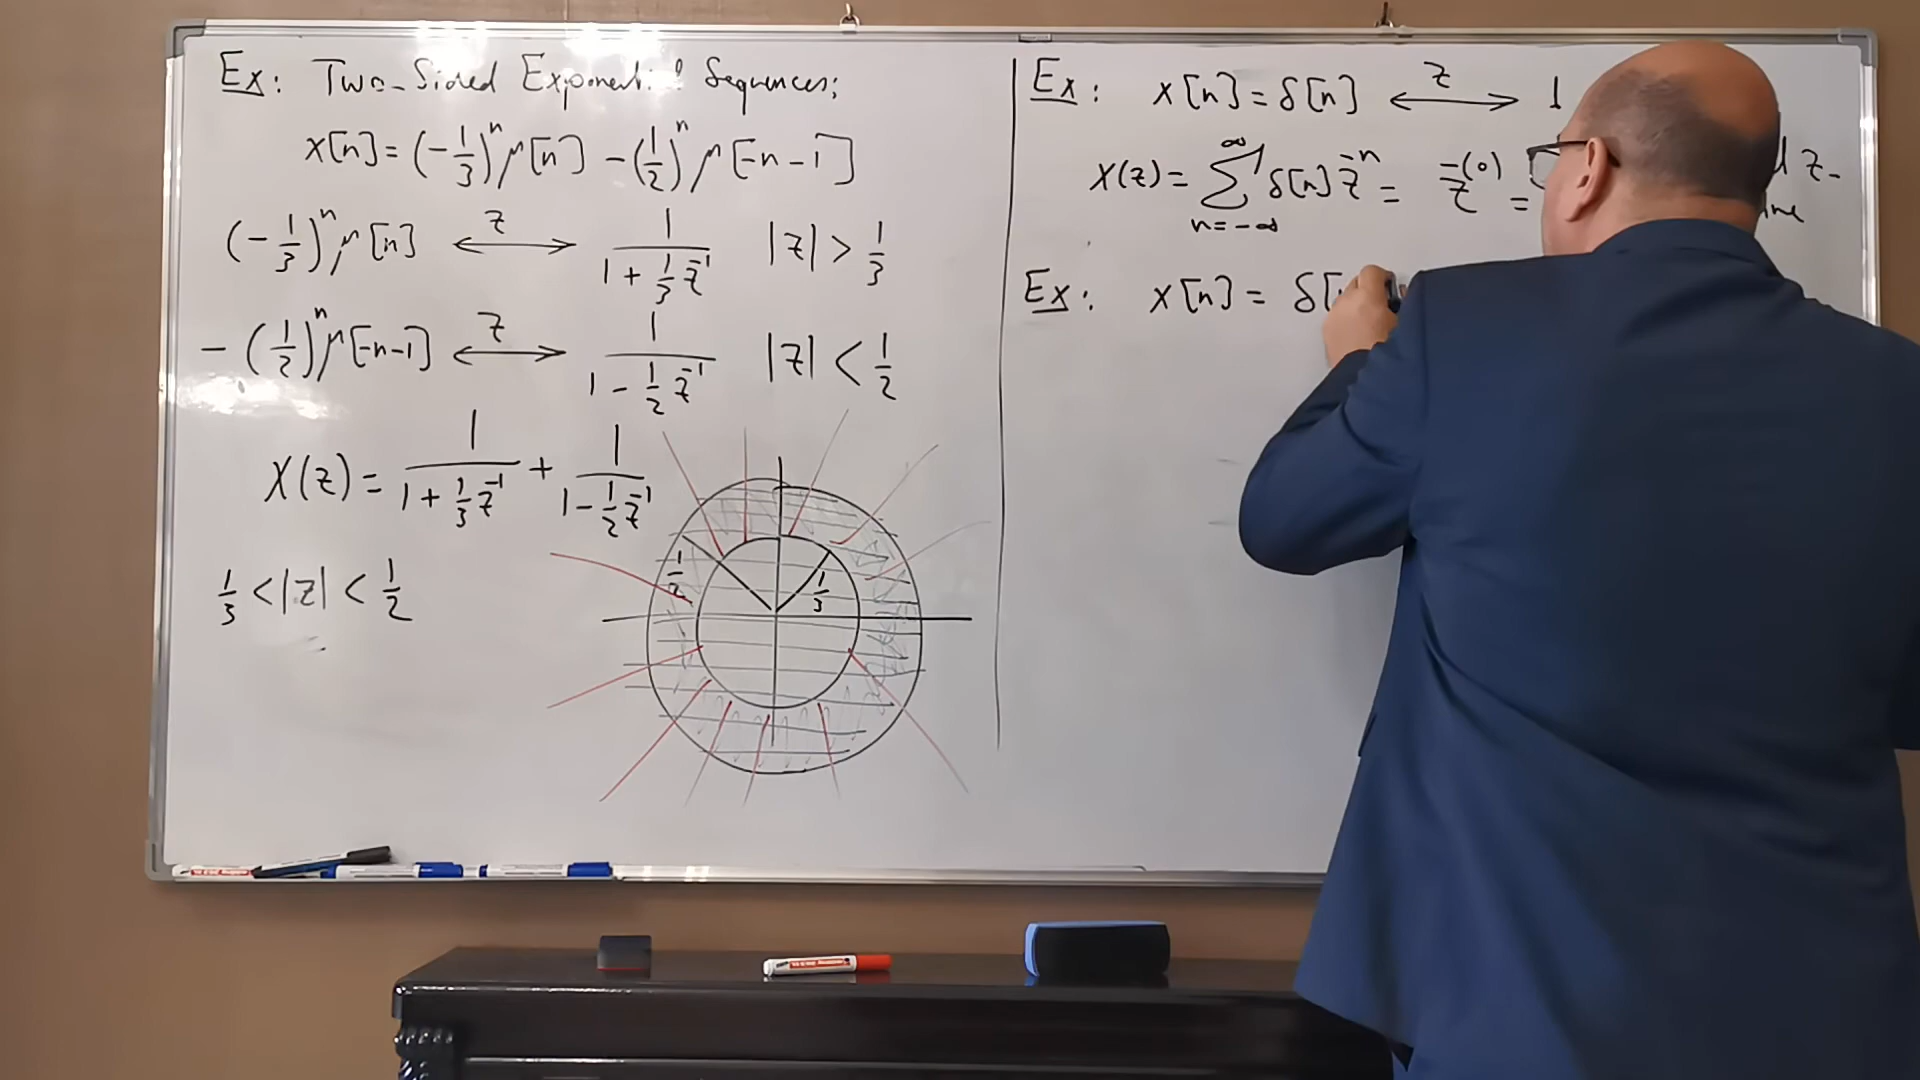 Ex: Two-Sided Exponential Sequences;
x[n] = (-1/3)^n μ[n] - (1/2)^n μ[-n-1]
(-1/3)^n μ[n] ⟷^z 1/(1 + 1/3 z^-1) |z| > 1/3
-(1/2)^n μ[-n-1] ⟷^z 1/(1 - 1/2 z^-1) |z| < 1/2
X(z) = 1/(1 + 1/3 z^-1) + 1/(1 - 1/2 z^-1)
1/3 < |z| < 1/2
1/2
1/3
Ex: x[n] = δ[n] ⟷^z 1
X(z) = ∑_{n=-∞}^{∞} δ[n] z^-n = z^-(0) =
z-
Ex: x[n] = δ[